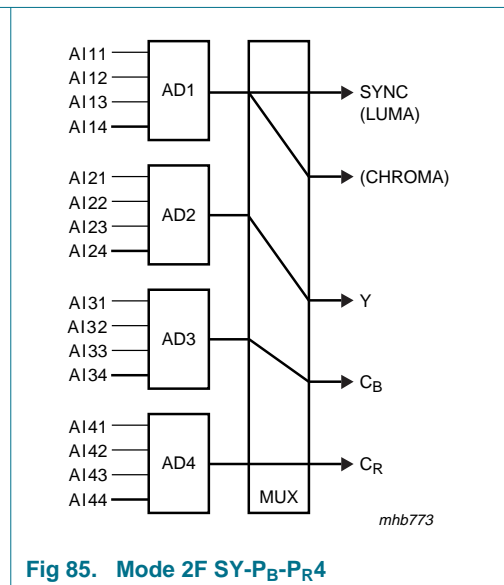 AI11
AI12
AI13
AI14
AD1
SYNC
(LUMA)
(CHROMA)
AI21
AI22
AI23
AI24
AD2
Y
AI31
AI32
AI33
AI34
AD3
CB
AI41
AI42
AI43
AI44
AD4
CR
MUX
mhb773
Fig 85. Mode 2F SY-PB-PR4